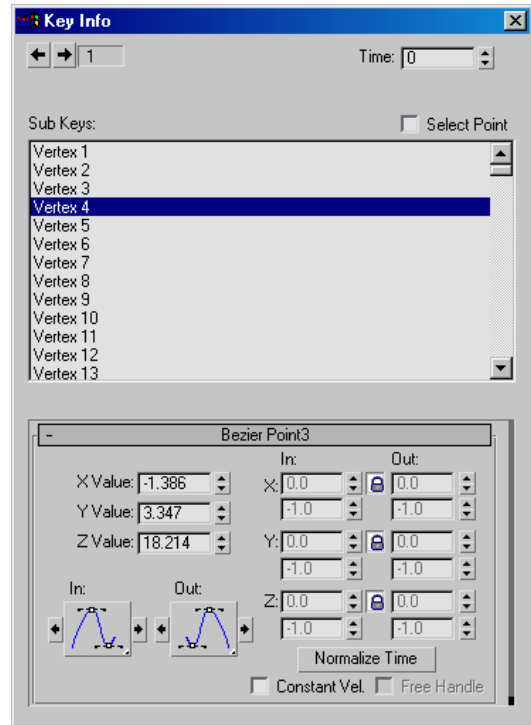 Key Info
1 Time: 0
Sub Keys: Select Point
Vertex 1
Vertex 2
Vertex 3
Vertex 4
Vertex 5
Vertex 6
Vertex 7
Vertex 8
Vertex 9
Vertex 10
Vertex 11
Vertex 12
Vertex 13
- Bezier Point3
In: Out:
X Value: -1.386 X: 0.0 0.0
-1.0 -1.0
Y Value: 3.347 Y: 0.0 0.0
-1.0 -1.0
Z Value: 18.214 Z: 0.0 0.0
-1.0 -1.0
In: Out:
Normalize Time
Constant Vel. Free Handle